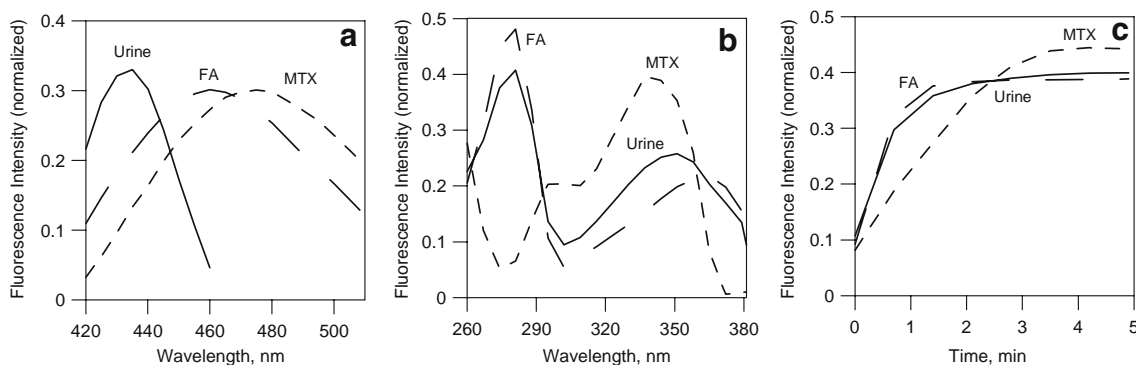 a
Fluorescence Intensity (normalized)
0.4
0.3
0.2
0.1
0
Urine
FA
MTX
420 440 460 480 500
Wavelength, nm
b
Fluorescence Intensity (normalized)
0.5
0.4
0.3
0.2
0.1
0
FA
MTX
Urine
260 290 320 350 380
Wavelength, nm
c
Fluorescence Intensity (normalized)
0.5
0.4
0.3
0.2
0.1
0
MTX
FA
Urine
0 1 2 3 4 5
Time, min